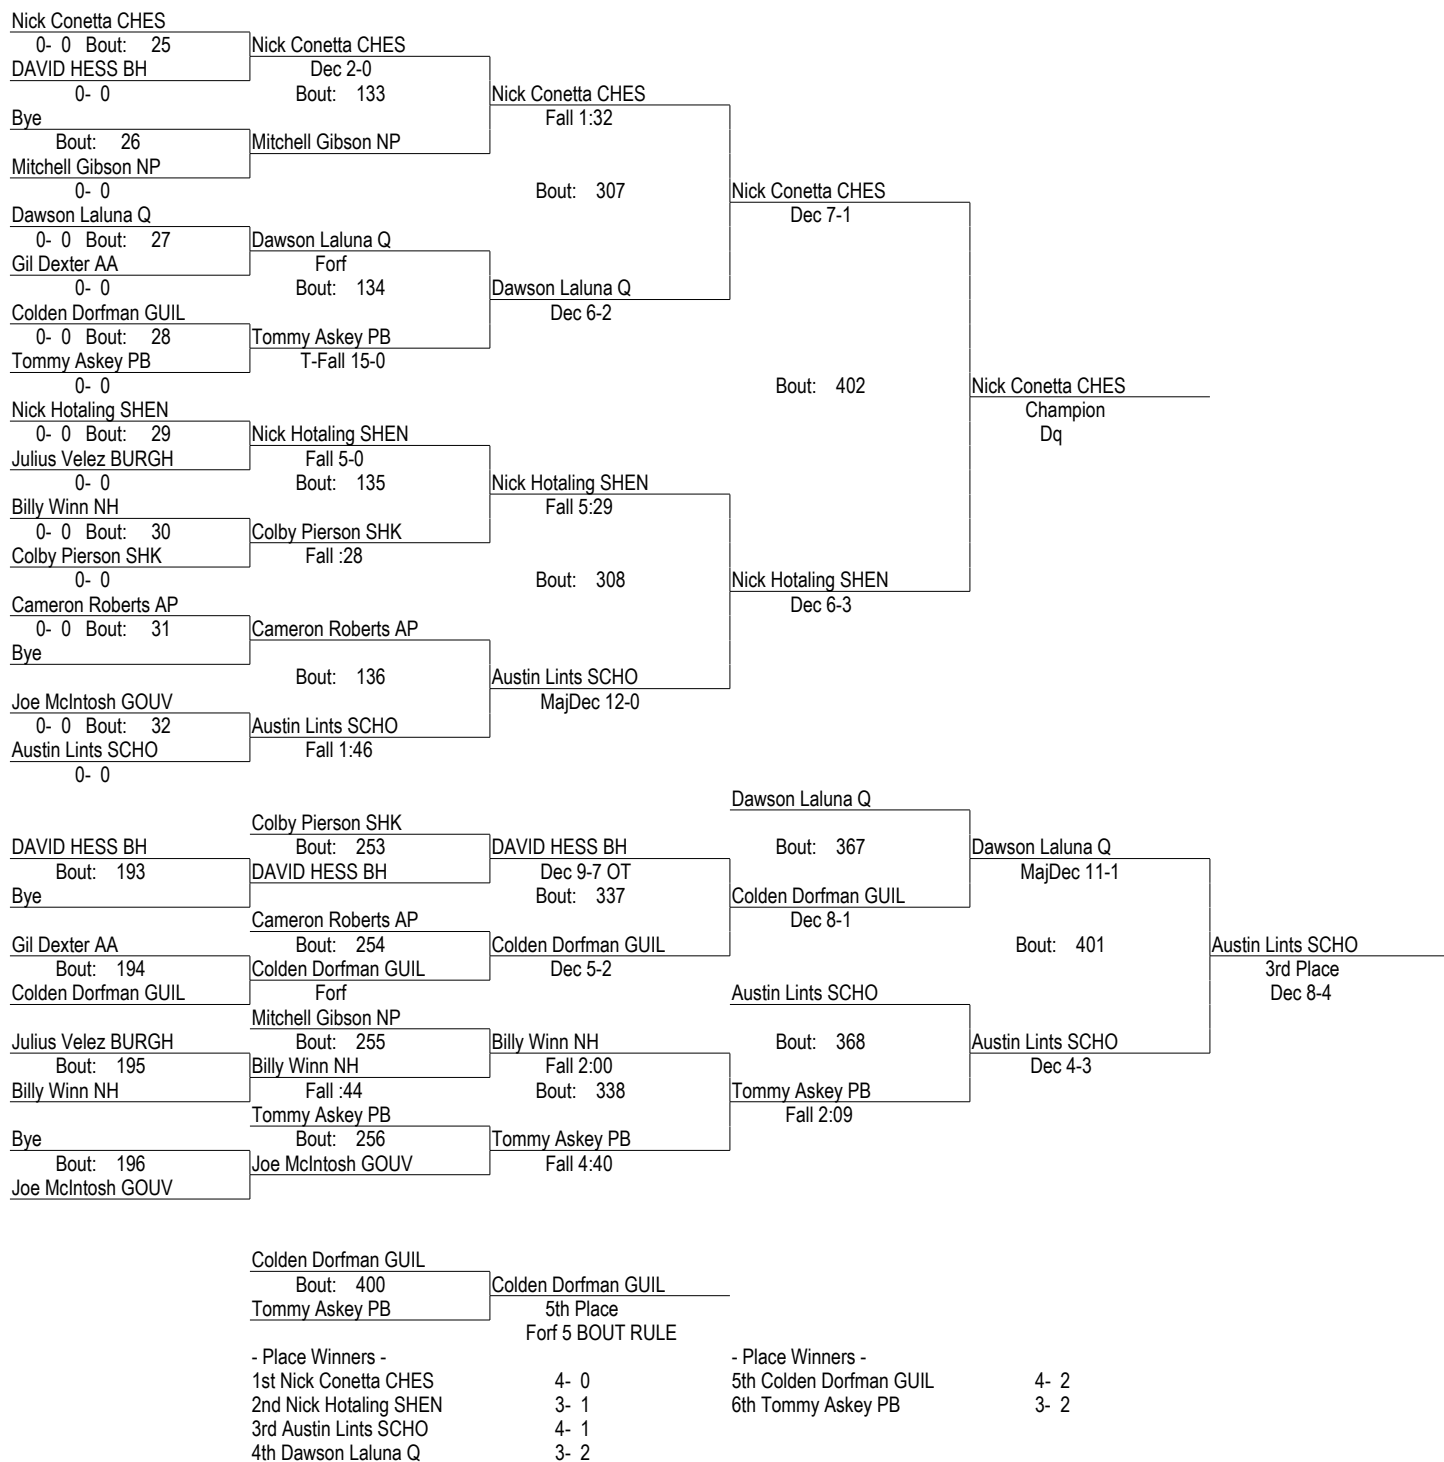 Nick Conetta CHES
0- 0 Bout: 25 Nick Conetta CHES
DAVID HESS BH Dec 2-0
0- 0 Bout: 133 Nick Conetta CHES
Bye Fall 1:32
Bout: 26 Mitchell Gibson NP
Mitchell Gibson NP
0- 0 Bout: 307 Nick Conetta CHES
Dawson Laluna Q Dec 7-1
0- 0 Bout: 27 Dawson Laluna Q
Gil Dexter AA Forf
0- 0 Bout: 134 Dawson Laluna Q
Colden Dorfman GUIL Dec 6-2
0- 0 Bout: 28 Tommy Askey PB
Tommy Askey PB T-Fall 15-0
0- 0 Bout: 402 Nick Conetta CHES
Nick Hotaling SHEN Champion
0- 0 Bout: 29 Nick Hotaling SHEN Dq
Julius Velez BURGH Fall 5-0
0- 0 Bout: 135 Nick Hotaling SHEN
Billy Winn NH Fall 5:29
0- 0 Bout: 30 Colby Pierson SHK
Colby Pierson SHK Fall :28
0- 0 Bout: 308 Nick Hotaling SHEN
Cameron Roberts AP Dec 6-3
0- 0 Bout: 31 Cameron Roberts AP
Bye
Bout: 136 Austin Lints SCHO
Joe McIntosh GOUV MajDec 12-0
0- 0 Bout: 32 Austin Lints SCHO
Austin Lints SCHO Fall 1:46
0- 0
Dawson Laluna Q
Colby Pierson SHK
DAVID HESS BH Bout: 253 DAVID HESS BH Bout: 367 Dawson Laluna Q
Bout: 193 DAVID HESS BH Dec 9-7 OT MajDec 11-1
Bye Bout: 337 Colden Dorfman GUIL
Cameron Roberts AP Dec 8-1
Gil Dexter AA Bout: 254 Colden Dorfman GUIL Bout: 401 Austin Lints SCHO
Bout: 194 Colden Dorfman GUIL Dec 5-2 3rd Place
Colden Dorfman GUIL Forf Austin Lints SCHO Dec 8-4
Mitchell Gibson NP
Julius Velez BURGH Bout: 255 Billy Winn NH Bout: 368 Austin Lints SCHO
Bout: 195 Billy Winn NH Fall 2:00 Dec 4-3
Billy Winn NH Fall :44 Bout: 338 Tommy Askey PB
Tommy Askey PB Fall 2:09
Bye Bout: 256 Tommy Askey PB
Bout: 196 Joe McIntosh GOUV Fall 4:40
Joe McIntosh GOUV
Colden Dorfman GUIL
Bout: 400 Colden Dorfman GUIL
Tommy Askey PB 5th Place
Forf 5 BOUT RULE
- Place Winners - - Place Winners -
1st Nick Conetta CHES 4- 0 5th Colden Dorfman GUIL 4- 2
2nd Nick Hotaling SHEN 3- 1 6th Tommy Askey PB 3- 2
3rd Austin Lints SCHO 4- 1
4th Dawson Laluna Q 3- 2